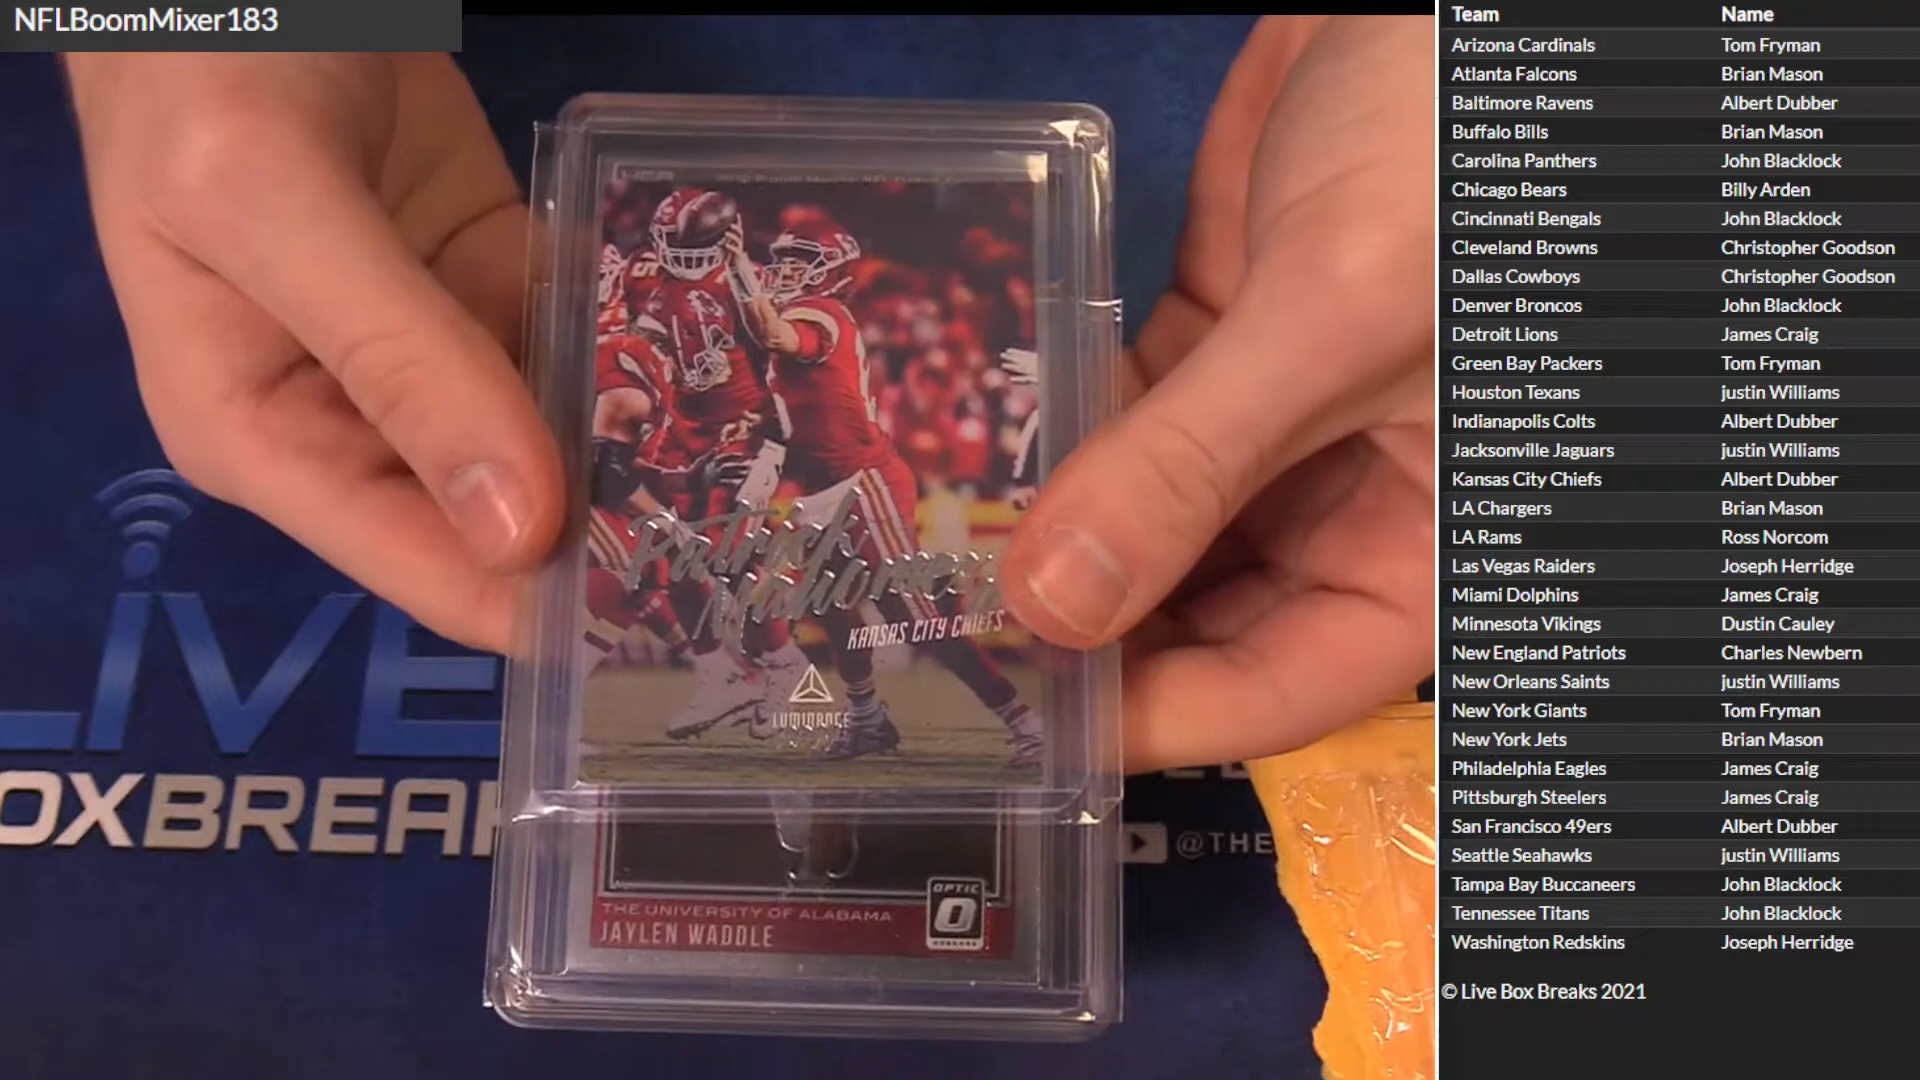 NFLBoomMixer183
Patrick
Mahomes
KANSAS CITY CHIEFS
LUMINANCE
THE UNIVERSITY OF ALABAMA
JAYLEN WADDLE
OPTIC
LIVE
OXBREA
@THE
Team Name
Arizona Cardinals Tom Fryman
Atlanta Falcons Brian Mason
Baltimore Ravens Albert Dubber
Buffalo Bills Brian Mason
Carolina Panthers John Blacklock
Chicago Bears Billy Arden
Cincinnati Bengals John Blacklock
Cleveland Browns Christopher Goodson
Dallas Cowboys Christopher Goodson
Denver Broncos John Blacklock
Detroit Lions James Craig
Green Bay Packers Tom Fryman
Houston Texans justin Williams
Indianapolis Colts Albert Dubber
Jacksonville Jaguars justin Williams
Kansas City Chiefs Albert Dubber
LA Chargers Brian Mason
LA Rams Ross Norcom
Las Vegas Raiders Joseph Herridge
Miami Dolphins James Craig
Minnesota Vikings Dustin Cauley
New England Patriots Charles Newbern
New Orleans Saints justin Williams
New York Giants Tom Fryman
New York Jets Brian Mason
Philadelphia Eagles James Craig
Pittsburgh Steelers James Craig
San Francisco 49ers Albert Dubber
Seattle Seahawks justin Williams
Tampa Bay Buccaneers John Blacklock
Tennessee Titans John Blacklock
Washington Redskins Joseph Herridge
© Live Box Breaks 2021